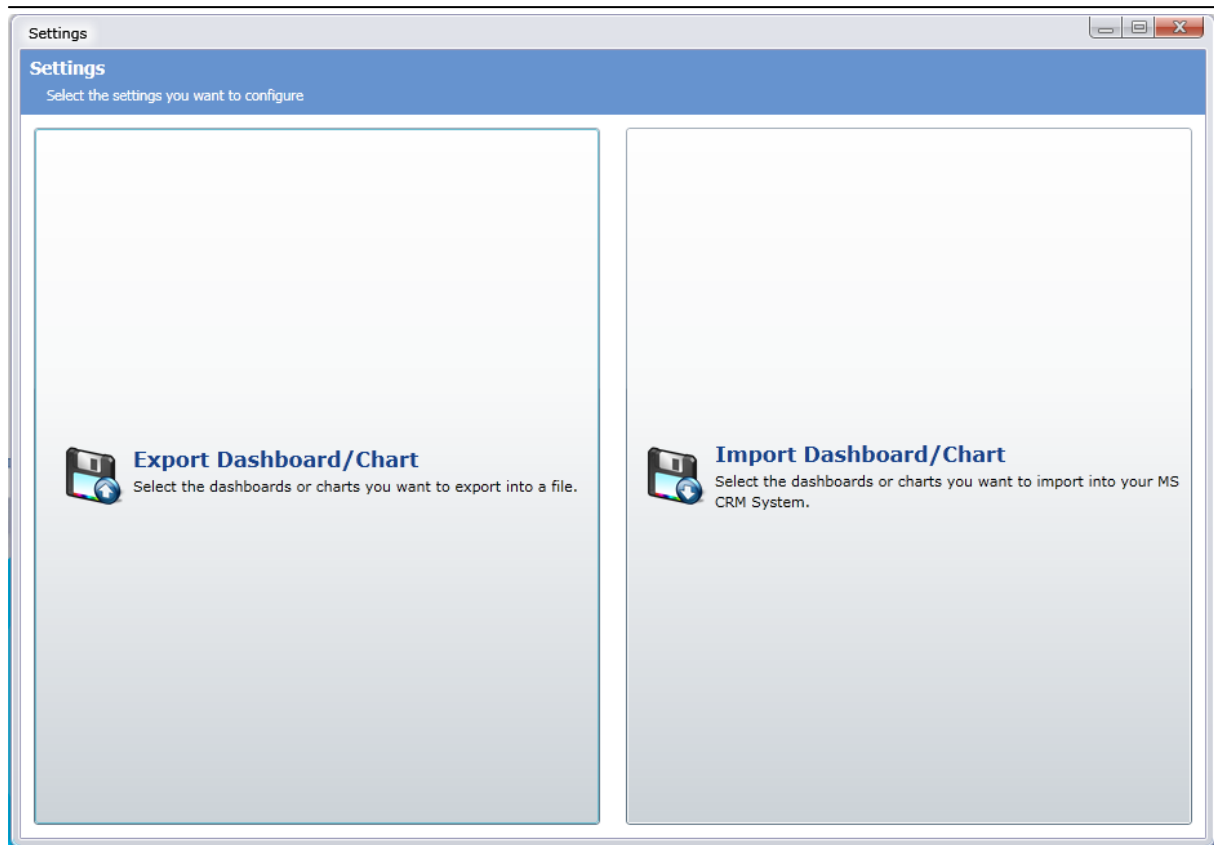 Settings
Settings
Select the settings you want to configure
Export Dashboard/Chart
Select the dashboards or charts you want to export into a file.
Import Dashboard/Chart
Select the dashboards or charts you want to import into your MS
CRM System.